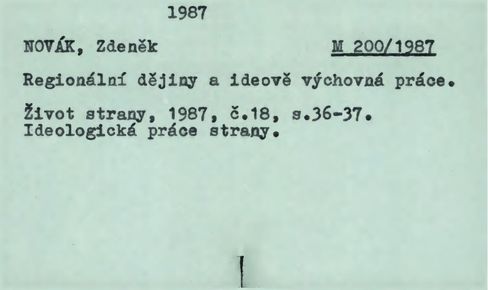 1987
NOVÁK, Zdeněk M 200/1987
Regionální dějiny a ideově výchovná práce.
Život strany, 1987, č.18, s.36-37.
Ideologická práce strany.